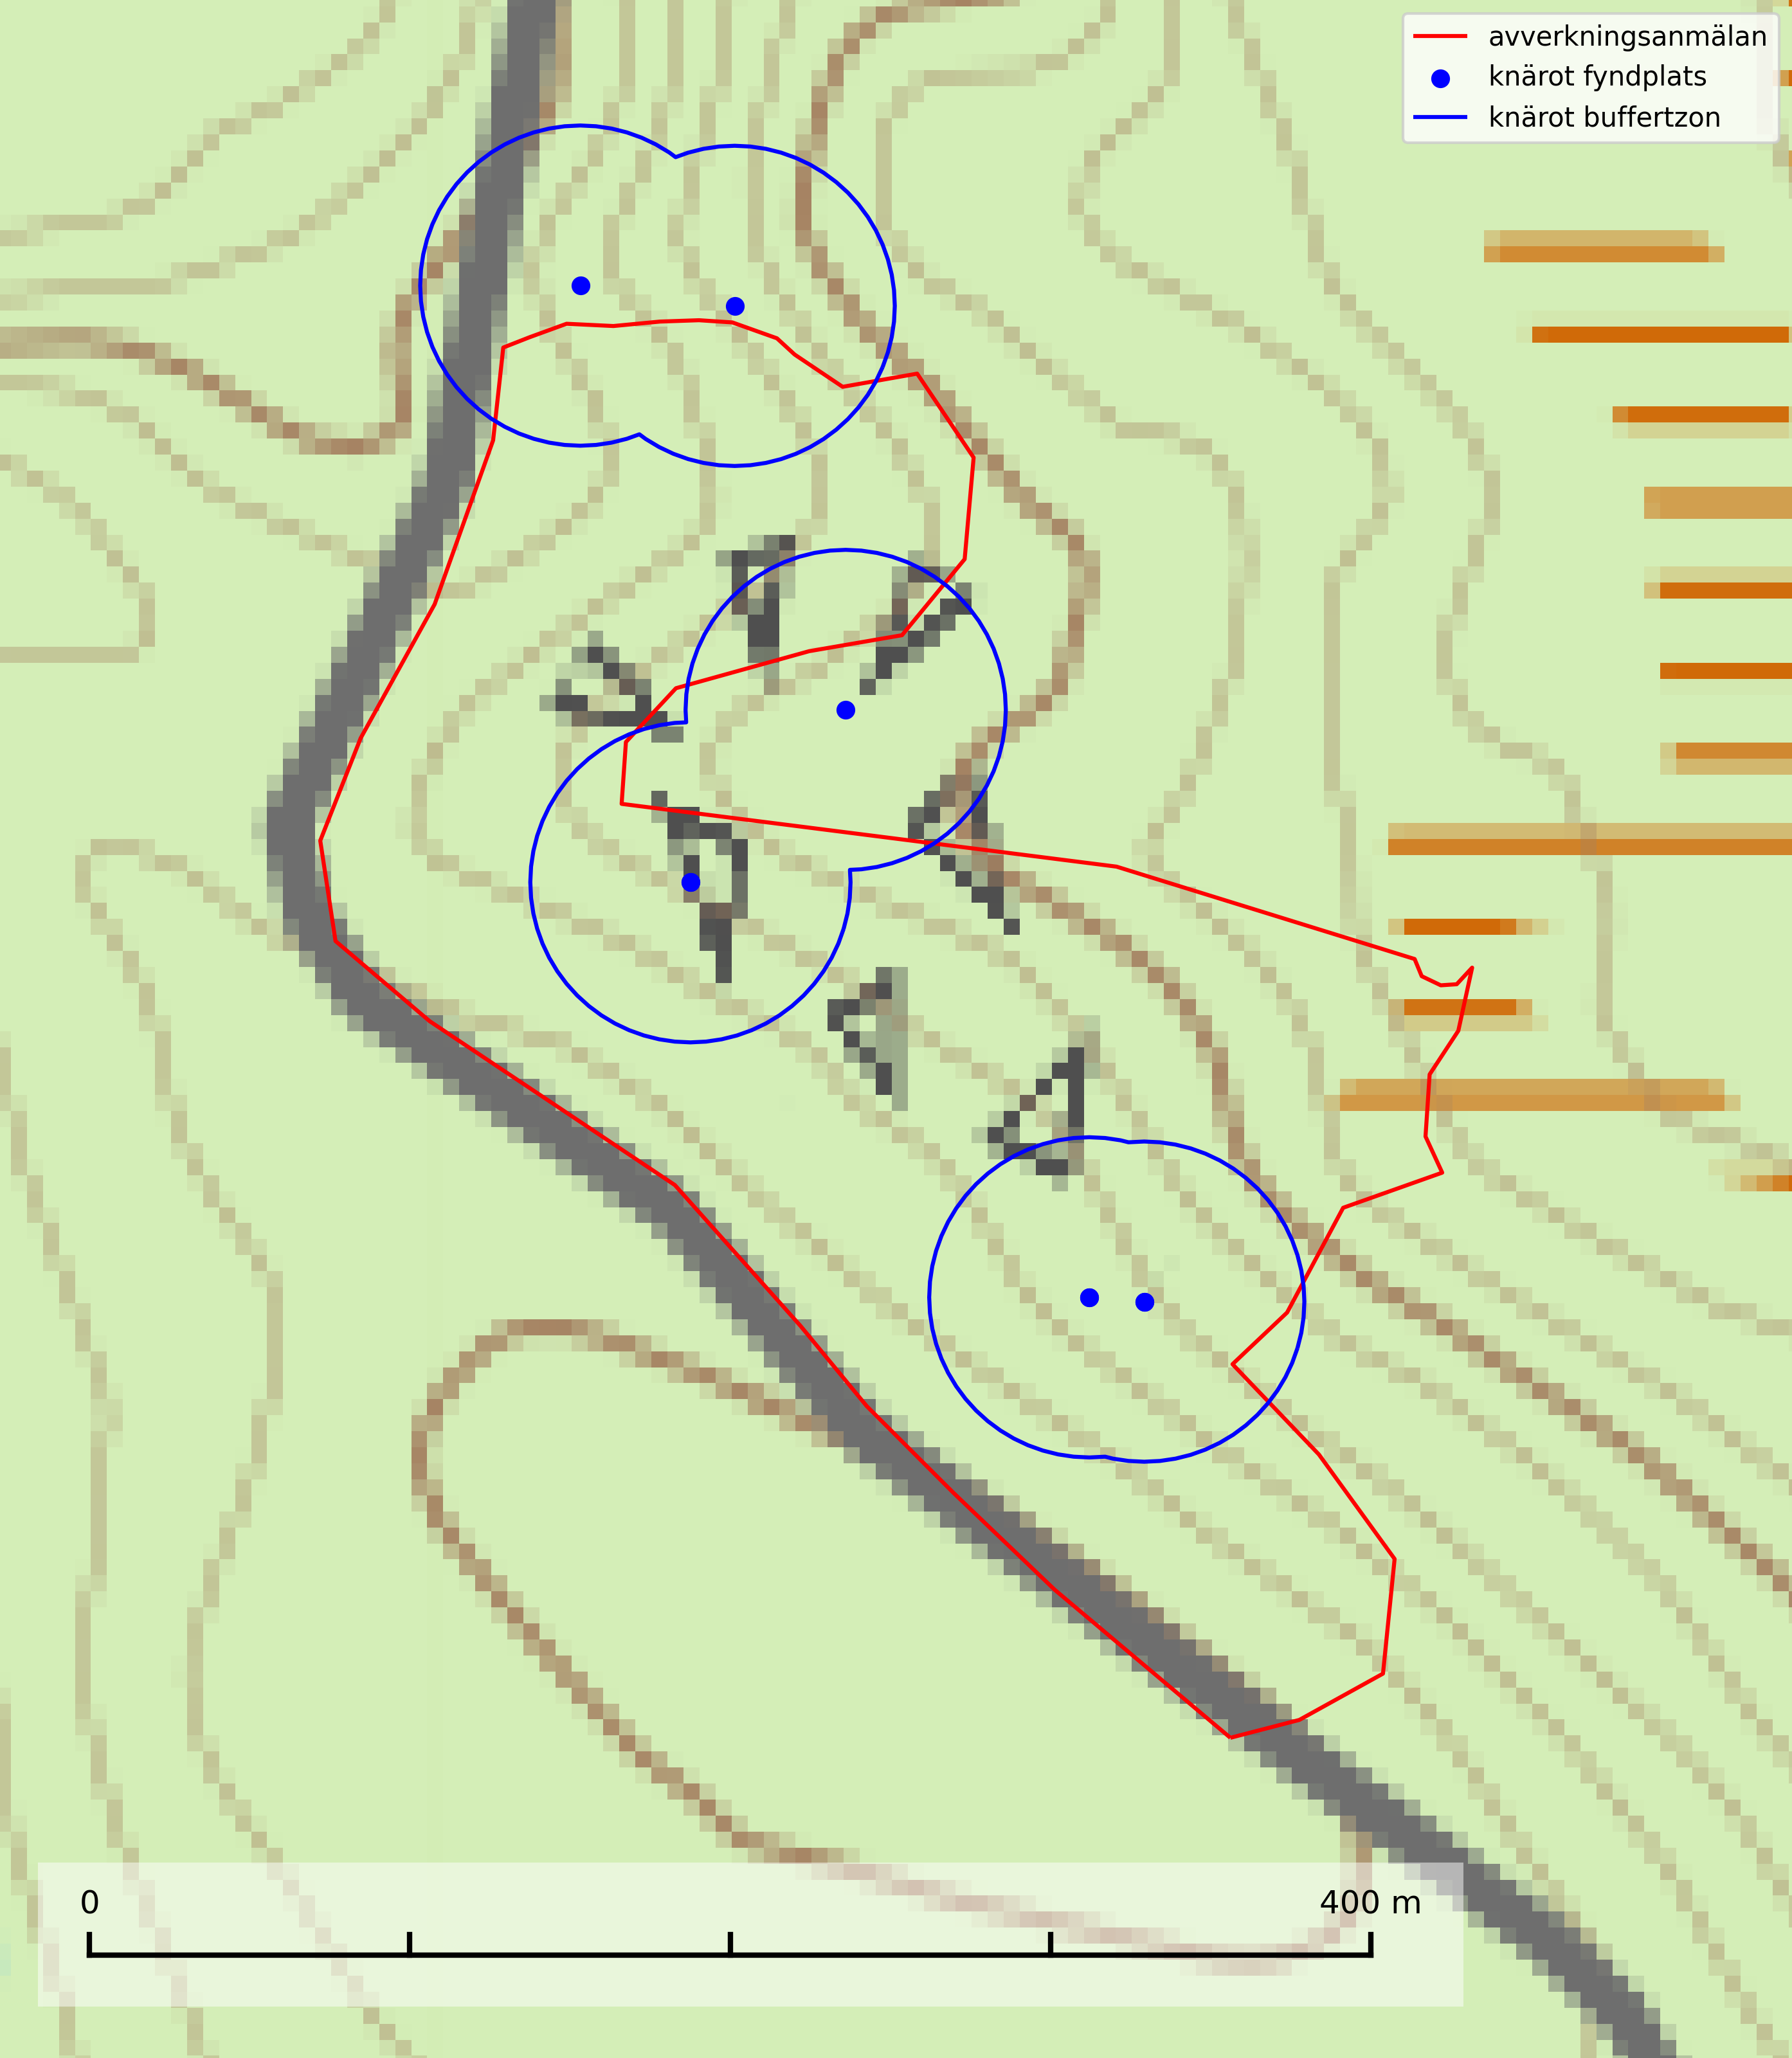 avverkningsanmälan
knärot fyndplats
knärot buffertzon
0
400 m